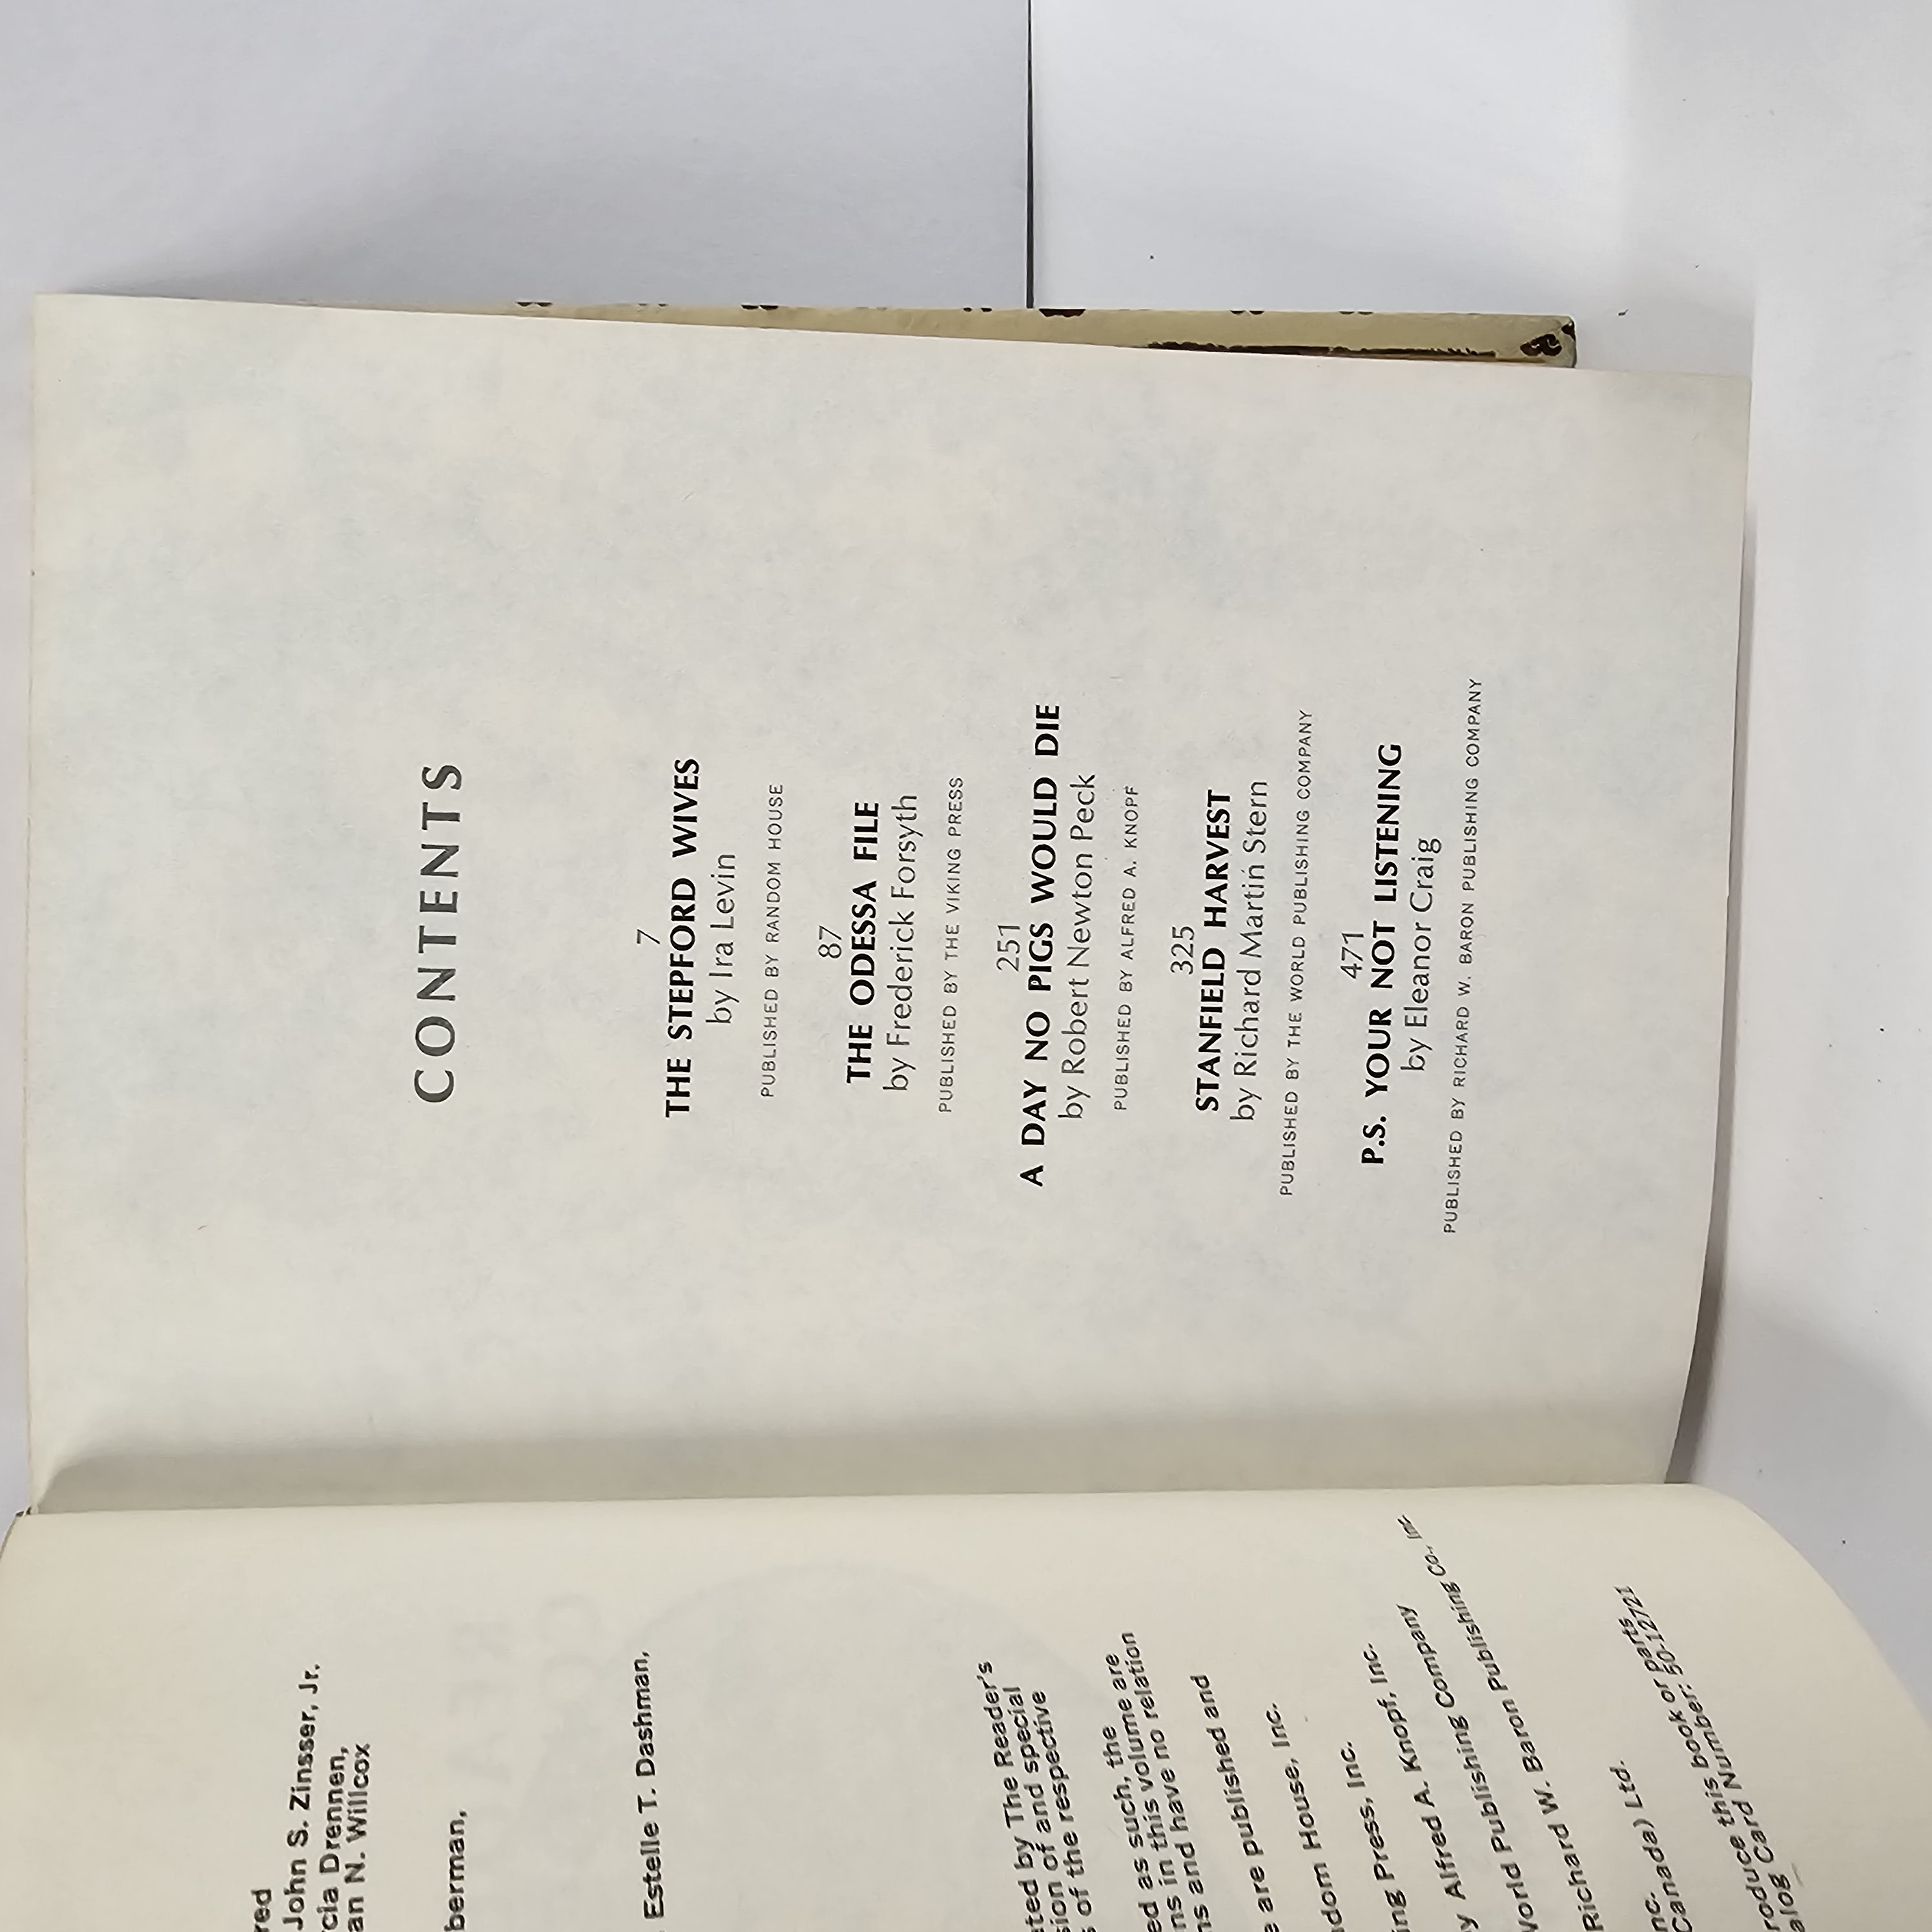 red
John S. Zinsser, Jr.
cia Drennen,
an N. Willcox
berman,
Estelle T. Dashman,
ted by The Reader's
sion of and special
s of the respective
ed as such, the
ns in this volume are
ns and have no relation
e are published and
dom House, Inc.
ing Press, Inc.
y Alfred A. Knopf, Inc.
World Publishing Company
Richard W. Baron Publishing Co., Inc.
nc.
Canada) Ltd.
roduce this book or parts
alog Card Number: 50-12721
CONTENTS
7
THE STEPFORD WIVES
by Ira Levin
PUBLISHED BY RANDOM HOUSE
87
THE ODESSA FILE
by Frederick Forsyth
PUBLISHED BY THE VIKING PRESS
251
A DAY NO PIGS WOULD DIE
by Robert Newton Peck
PUBLISHED BY ALFRED A. KNOPF
325
STANFIELD HARVEST
by Richard Martin Stern
PUBLISHED BY THE WORLD PUBLISHING COMPANY
471
P.S. YOUR NOT LISTENING
by Eleanor Craig
PUBLISHED BY RICHARD W. BARON PUBLISHING COMPANY